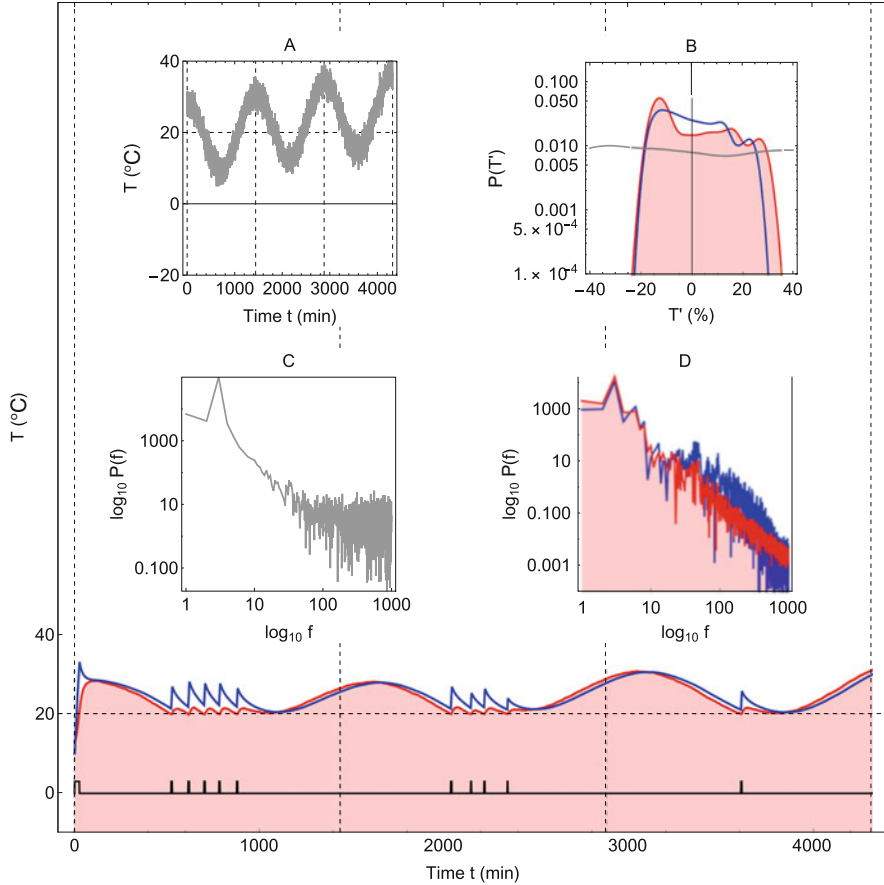 A
40
20
0
−20
T (°C)
0 1000 2000 3000 4000
Time t (min)
B
0.100
0.050
0.010
0.005
0.001
5. × 10⁻⁴
1. × 10⁻⁴
P(T')
−40 −20 0 20 40
T' (%)
C
1000
10
0.100
log₁₀ P(f)
1 10 100 1000
log₁₀ f
D
1000
10
0.100
0.001
log₁₀ P(f)
1 10 100 1000
log₁₀ f
T (°C)
40
20
0
0 1000 2000 3000 4000
Time t (min)